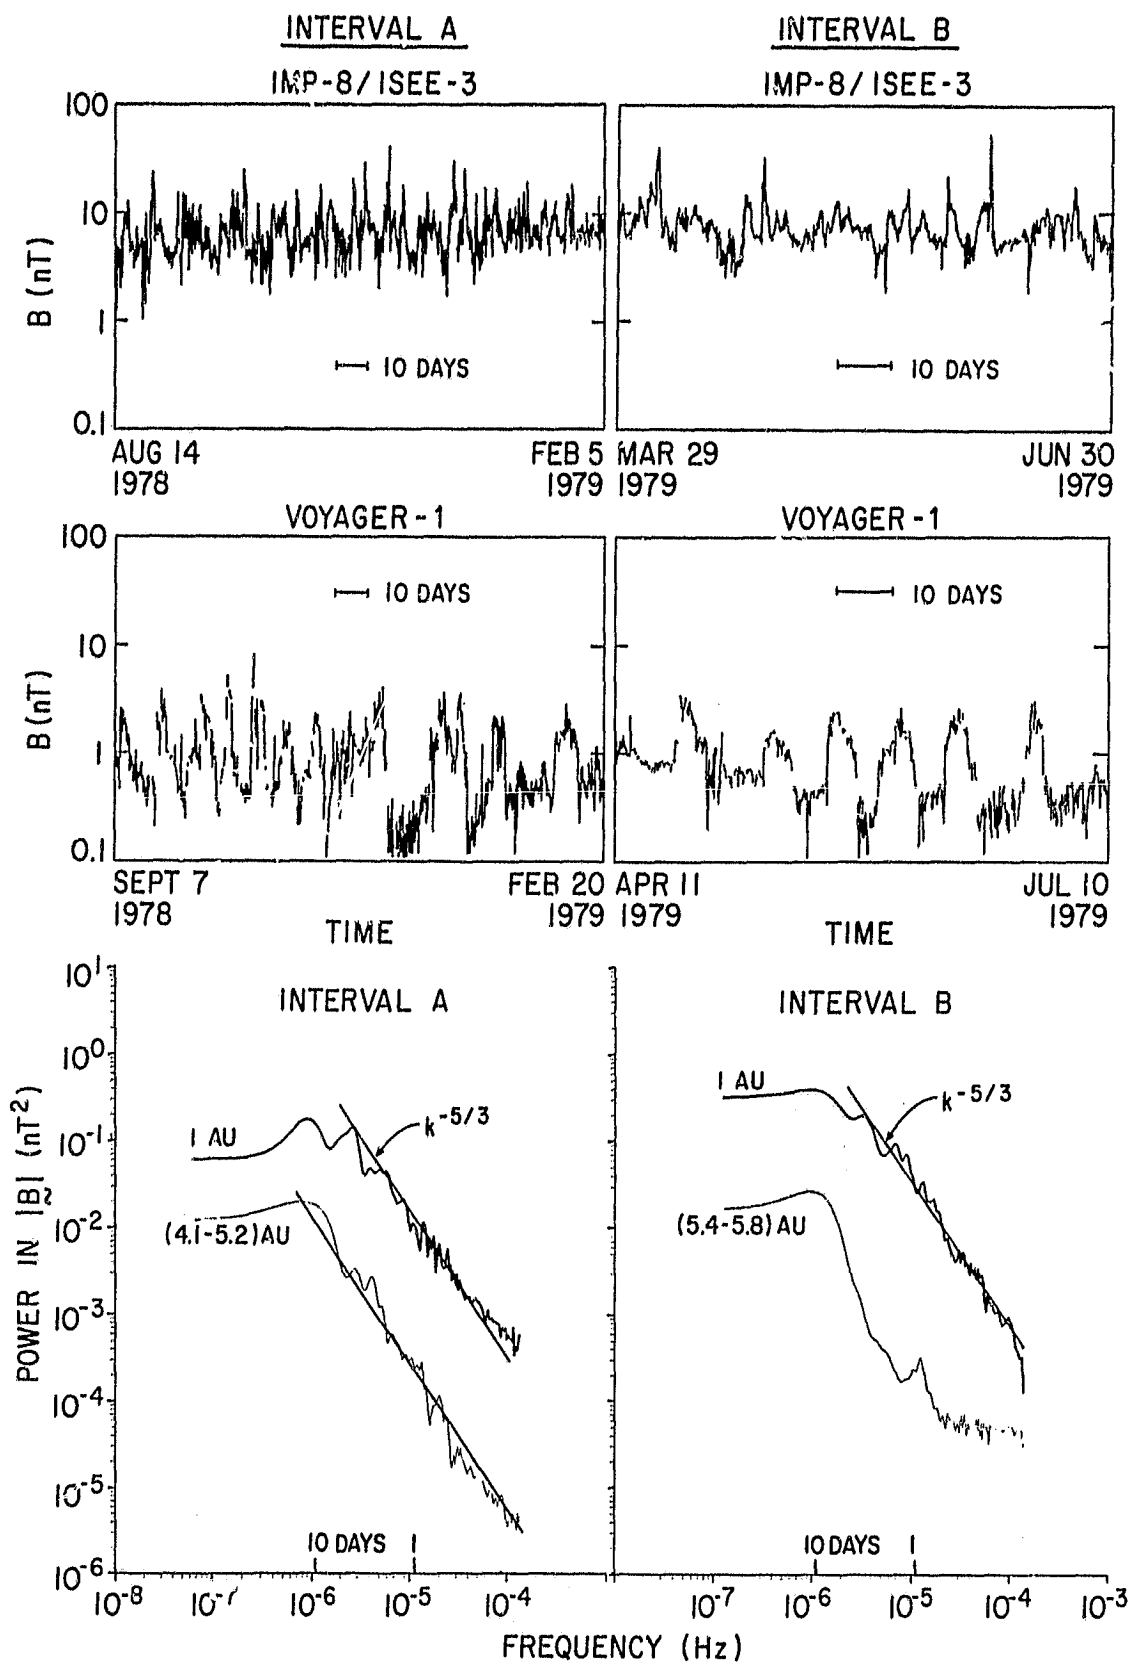 INTERVAL A
INTERVAL B
IMP-8/ISEE-3
IMP-8/ISEE-3
100
10
1
0.1
B (nT)
10 DAYS
10 DAYS
AUG 14
1978
FEB 5
1979
MAR 29
1979
JUN 30
1979
VOYAGER-1
VOYAGER-1
100
10
1
0.1
B (nT)
10 DAYS
10 DAYS
SEPT 7
1978
FEB 20
1979
APR 11
1979
JUL 10
1979
TIME
TIME
INTERVAL A
INTERVAL B
10^1
10^0
10^-1
10^-2
10^-3
10^-4
10^-5
10^-6
POWER IN |B| (nT^2)
1 AU
k^-5/3
(4.1-5.2) AU
1 AU
k^-5/3
(5.4-5.8) AU
10 DAYS 1
10 DAYS 1
10^-8 10^-7 10^-6 10^-5 10^-4
10^-7 10^-6 10^-5 10^-4 10^-3
FREQUENCY (Hz)